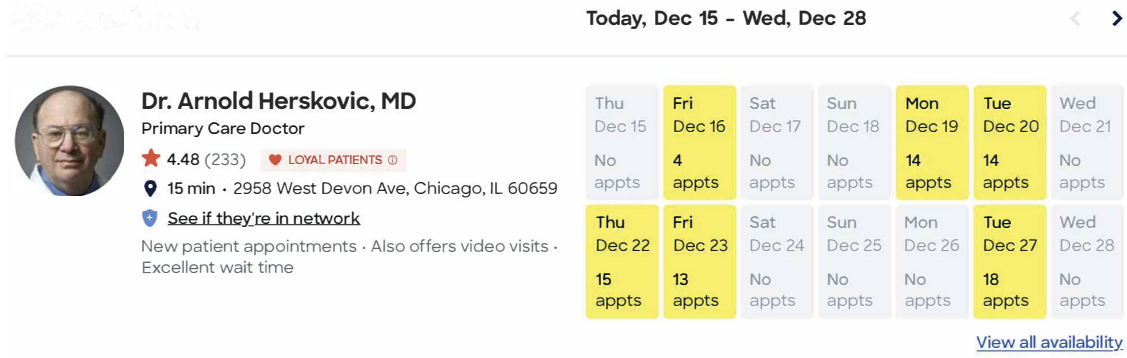 Today, Dec 15 – Wed, Dec 28
Dr. Arnold Herskovic, MD
Primary Care Doctor
4.48 (233) LOYAL PATIENTS
15 min · 2958 West Devon Ave, Chicago, IL 60659
See if they're in network
New patient appointments · Also offers video visits ·
Excellent wait time
Thu Fri Sat Sun Mon Tue Wed
Dec 15 Dec 16 Dec 17 Dec 18 Dec 19 Dec 20 Dec 21
No 4 No No 14 14 No
appts appts appts appts appts appts appts
Thu Fri Sat Sun Mon Tue Wed
Dec 22 Dec 23 Dec 24 Dec 25 Dec 26 Dec 27 Dec 28
15 13 No No No 18 No
appts appts appts appts appts appts appts
View all availability